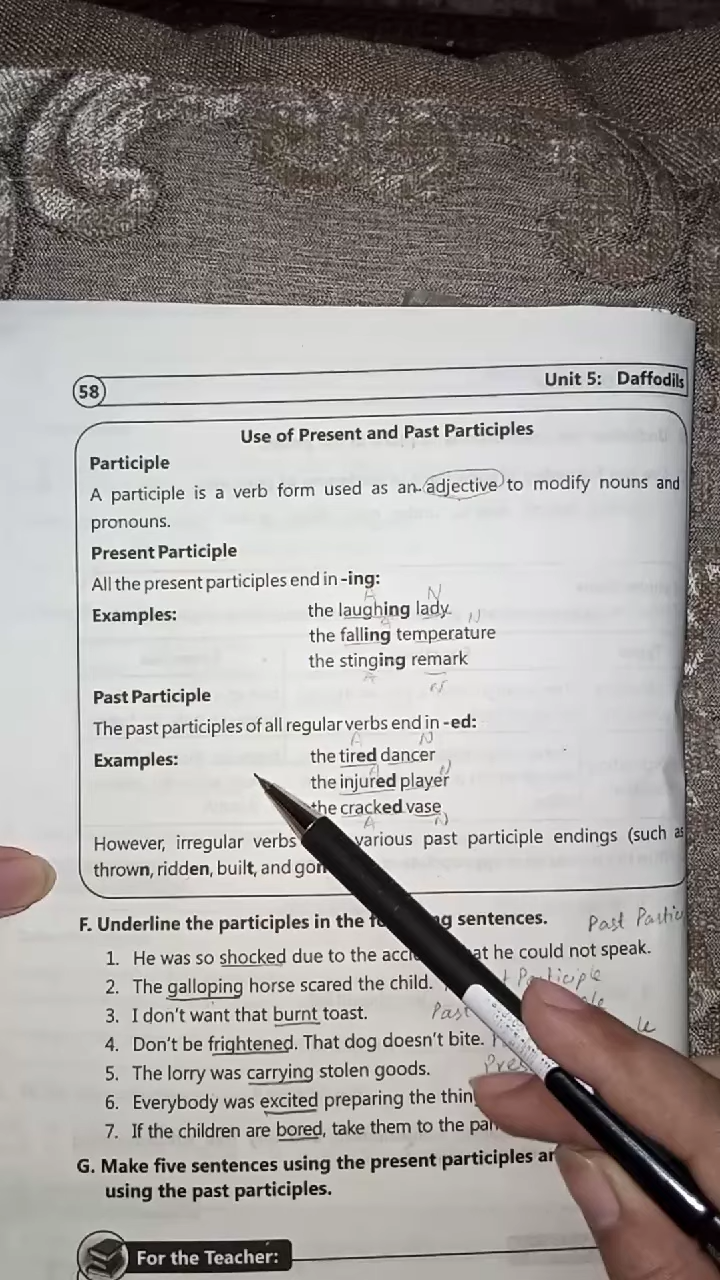 58
Unit 5: Daffodils
Use of Present and Past Participles
Participle
A participle is a verb form used as an adjective to modify nouns and
pronouns.
Present Participle
All the present participles end in -ing:
A N
Examples: the laughing lady
A N
the falling temperature
the stinging remark
A N
Past Participle
The past participles of all regular verbs end in -ed:
A N
Examples: the tired dancer
A N
the injured player
the cracked vase
A N
However, irregular verbs various past participle endings (such as
thrown, ridden, built, and
F. Underline the participles in the sentences. Past
1. He was so shocked due to the he could not speak.
2. The galloping horse scared the child. Participle
3. I don't want that burnt toast. Past
4. Don't be frightened. That dog doesn't bite.
5. The lorry was carrying stolen goods.
6. Everybody was excited preparing the
7. If the children are bored, take them to the
G. Make five sentences using the present participles
using the past participles.
For the Teacher: